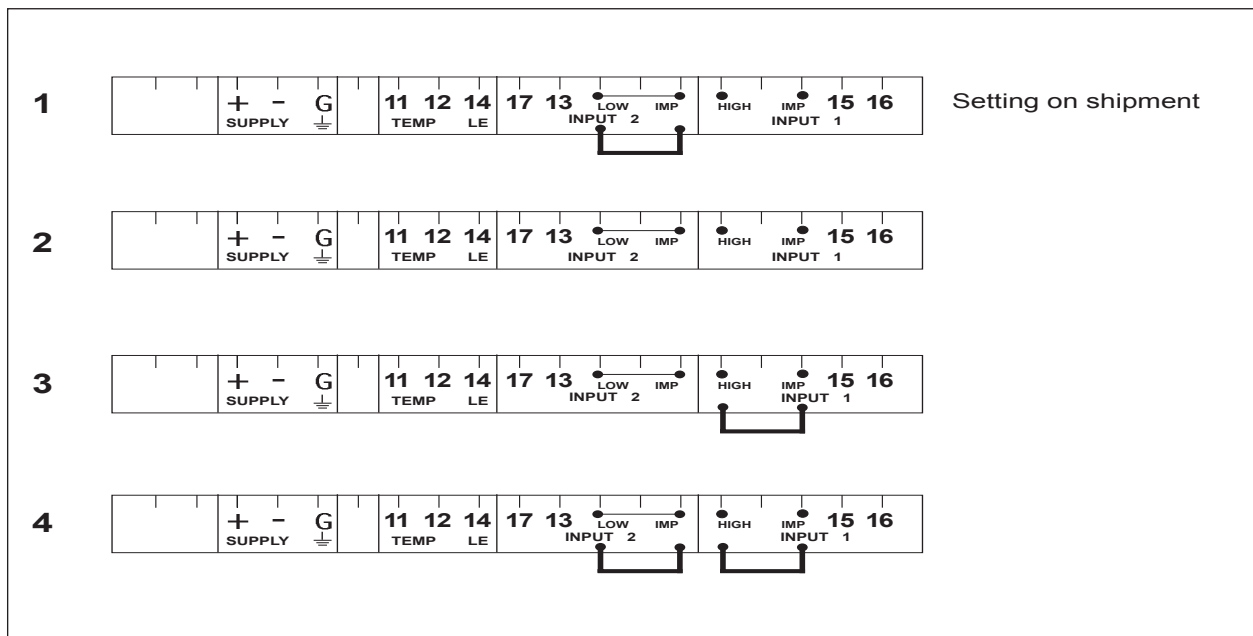 1 + - G 11 12 14 17 13 LOW IMP HIGH IMP 15 16 Setting on shipment
SUPPLY TEMP LE INPUT 2 INPUT 1
2 + - G 11 12 14 17 13 LOW IMP HIGH IMP 15 16
SUPPLY TEMP LE INPUT 2 INPUT 1
3 + - G 11 12 14 17 13 LOW IMP HIGH IMP 15 16
SUPPLY TEMP LE INPUT 2 INPUT 1
4 + - G 11 12 14 17 13 LOW IMP HIGH IMP 15 16
SUPPLY TEMP LE INPUT 2 INPUT 1